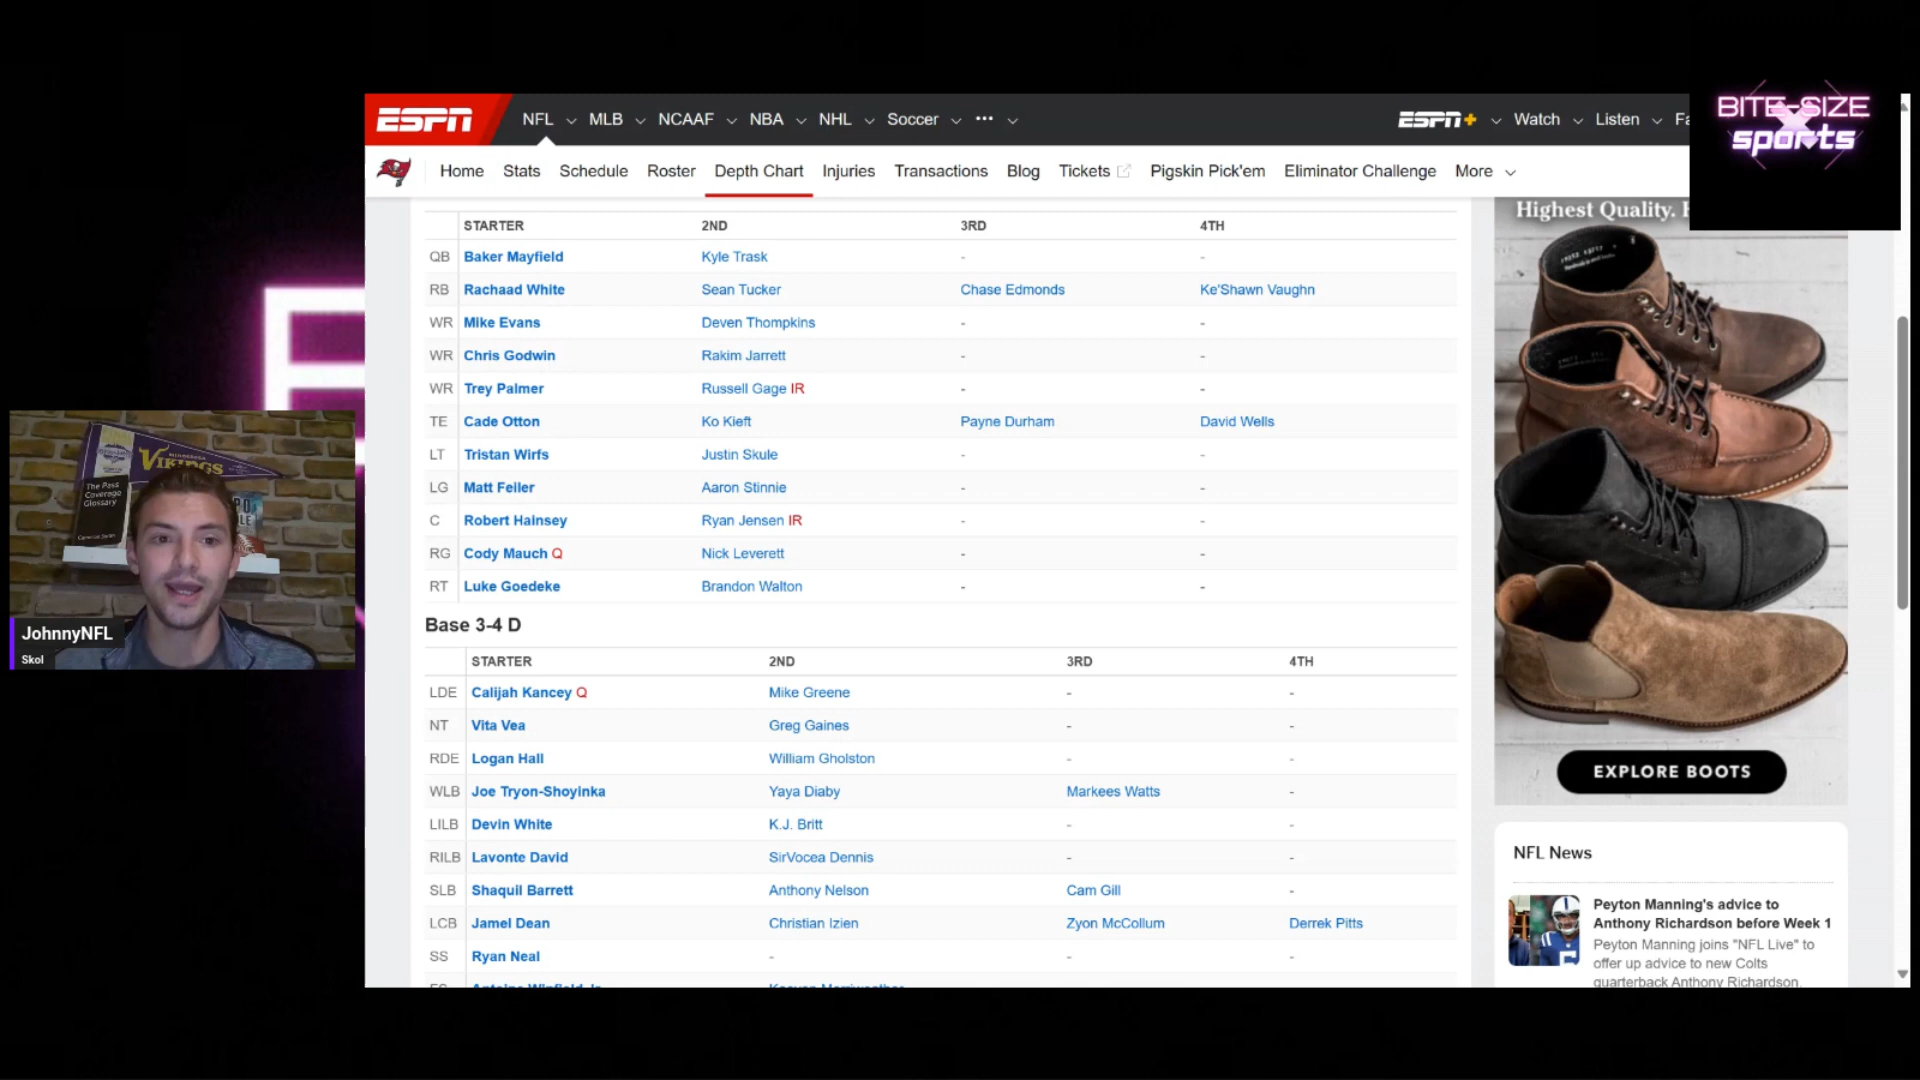 ESPN NFL MLB NCAAF NBA NHL Soccer ••• ESPN+ Watch Listen Fa
BITE-SIZE
sports
Home Stats Schedule Roster Depth Chart Injuries Transactions Blog Tickets Pigskin Pick'em Eliminator Challenge More
Highest Quality.
STARTER 2ND 3RD 4TH
QB Baker Mayfield Kyle Trask - -
RB Rachaad White Sean Tucker Chase Edmonds Ke'Shawn Vaughn
WR Mike Evans Deven Thompkins - -
WR Chris Godwin Rakim Jarrett - -
WR Trey Palmer Russell Gage IR - -
TE Cade Otton Ko Kieft Payne Durham David Wells
LT Tristan Wirfs Justin Skule - -
LG Matt Feiler Aaron Stinnie - -
C Robert Hainsey Ryan Jensen IR - -
RG Cody Mauch Q Nick Leverett - -
RT Luke Goedeke Brandon Walton - -
Base 3-4 D
STARTER 2ND 3RD 4TH
LDE Calijah Kancey Q Mike Greene - -
NT Vita Vea Greg Gaines - -
RDE Logan Hall William Gholston - -
WLB Joe Tryon-Shoyinka Yaya Diaby Markees Watts -
LILB Devin White K.J. Britt - -
RILB Lavonte David SirVocea Dennis - -
SLB Shaquil Barrett Anthony Nelson Cam Gill -
LCB Jamel Dean Christian Izien Zyon McCollum Derrek Pitts
SS Ryan Neal - - -
EXPLORE BOOTS
NFL News
Peyton Manning's advice to
Anthony Richardson before Week 1
Peyton Manning joins "NFL Live" to
offer up advice to new Colts
quarterback Anthony Richardson.
VIKINGS
The Pass
Coverage
Glossary
JohnnyNFL
Skol